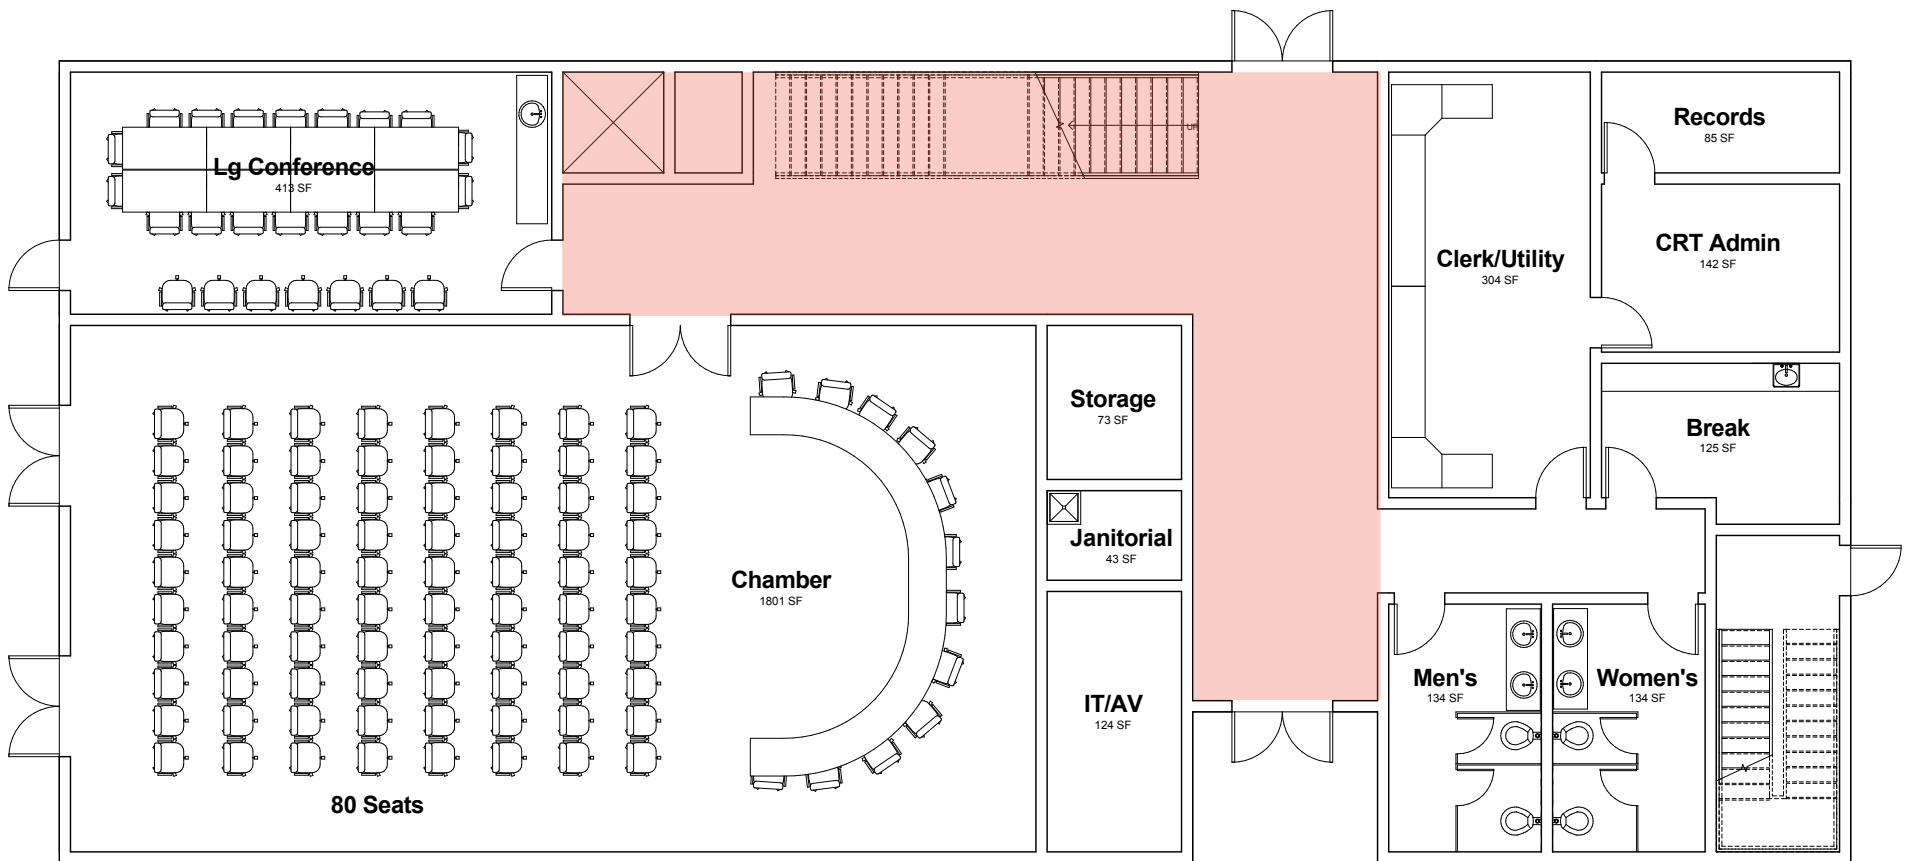 Lg Conference
413 SF
UP
Records
85 SF
CRT Admin
142 SF
Clerk/Utility
304 SF
Storage
73 SF
Break
125 SF
Janitorial
43 SF
Chamber
1801 SF
IT/AV
124 SF
Men's
134 SF
Women's
134 SF
80 Seats